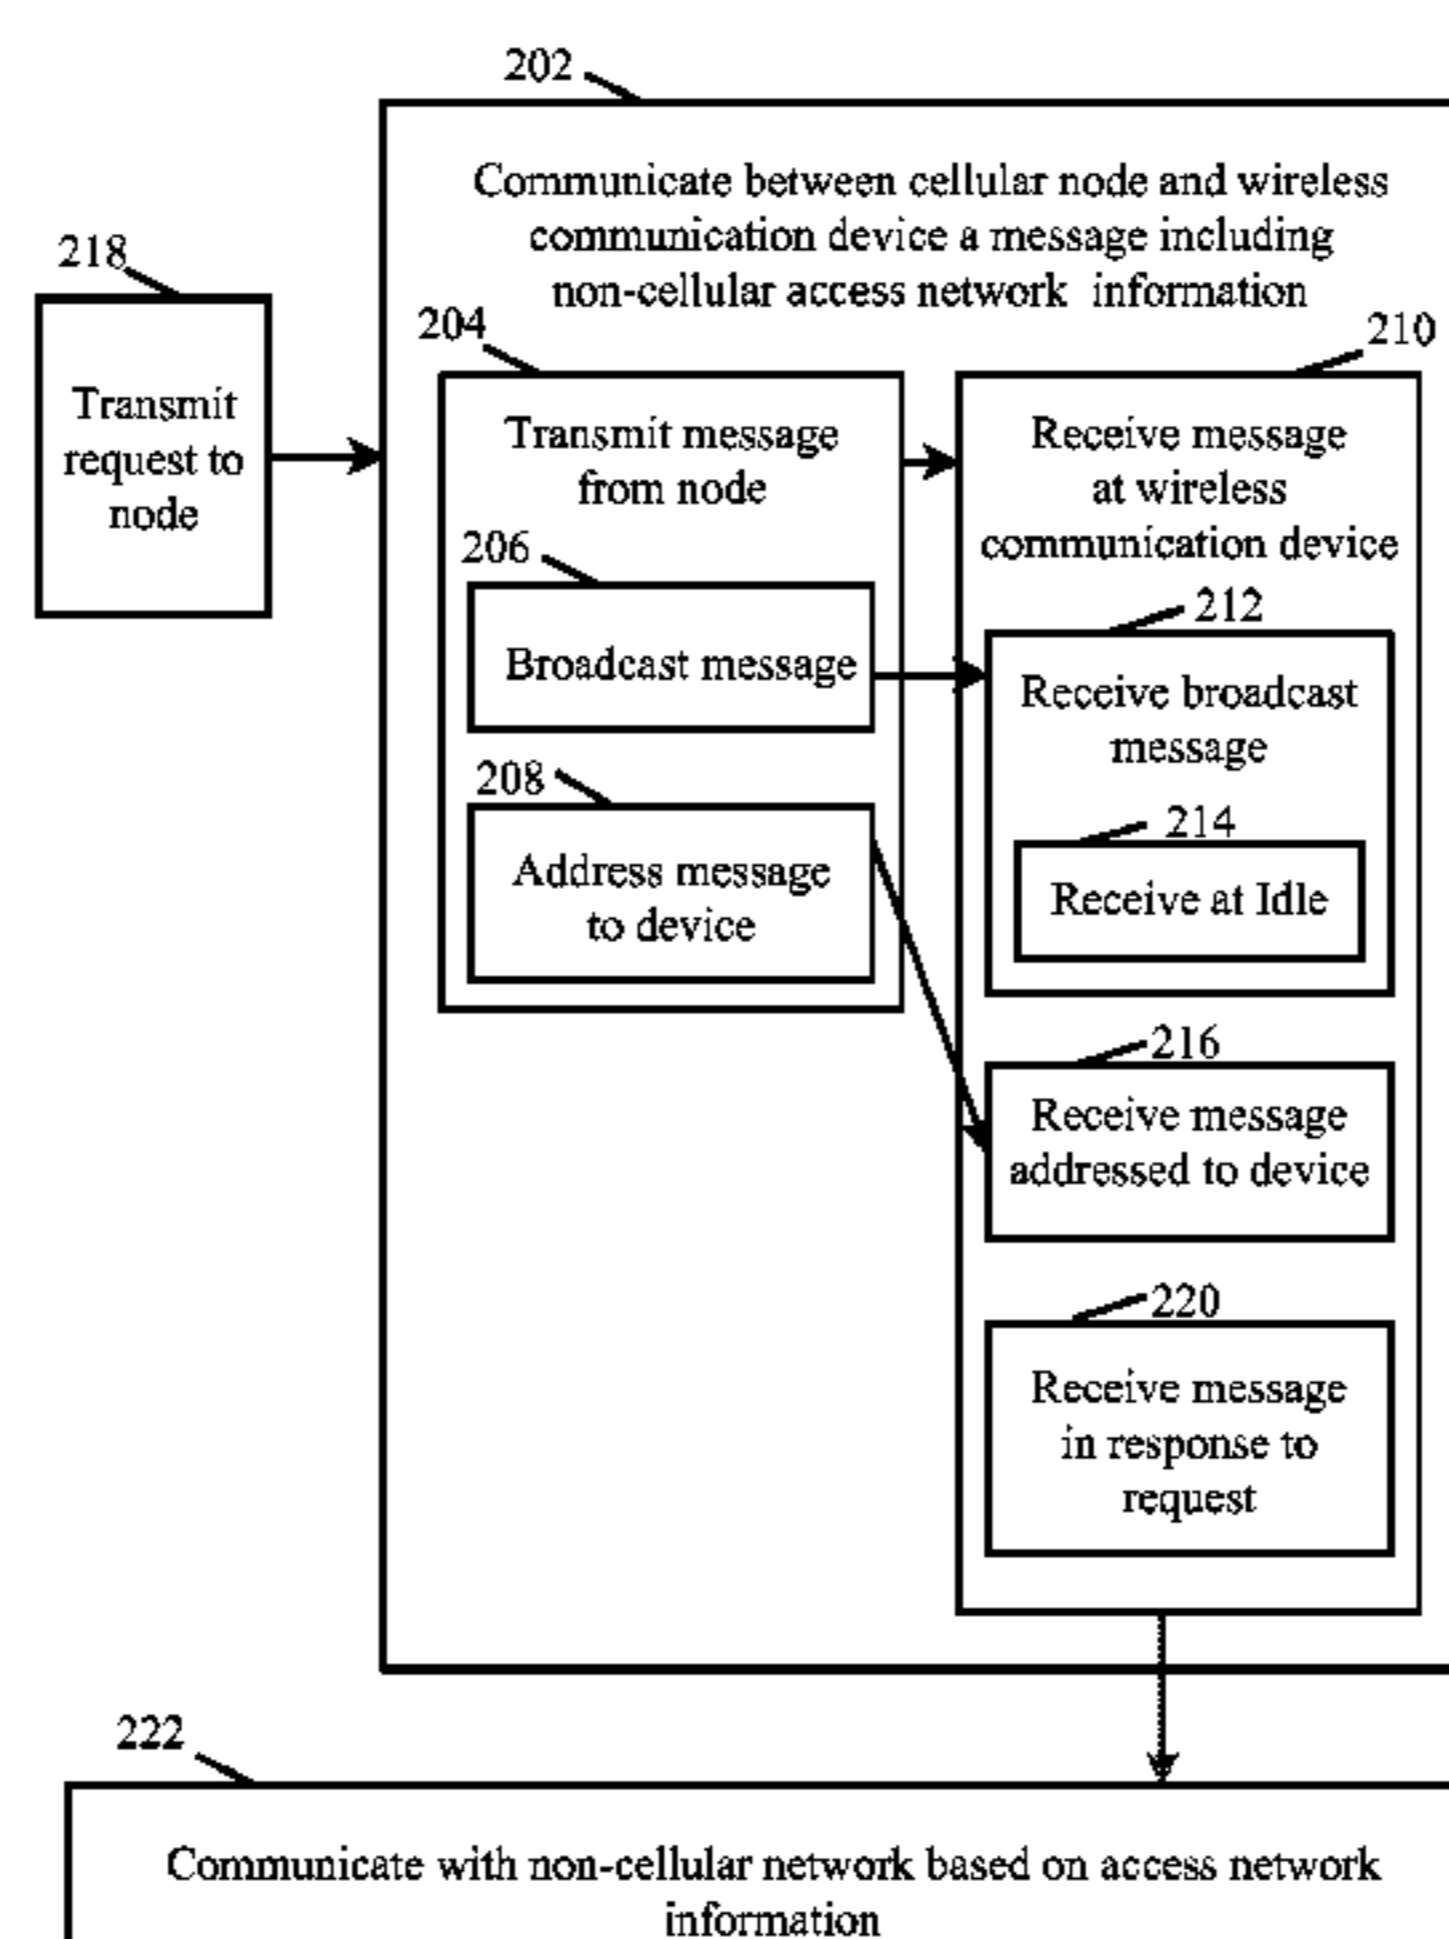 202
Communicate between cellular node and wireless
communication device a message including
non-cellular access network information
218
Transmit
request to
node
204
Transmit message
from node
206
Broadcast message
208
Address message
to device
210
Receive message
at wireless
communication device
212
Receive broadcast
message
214
Receive at Idle
216
Receive message
addressed to device
220
Receive message
in response to
request
222
Communicate with non-cellular network based on access network
information